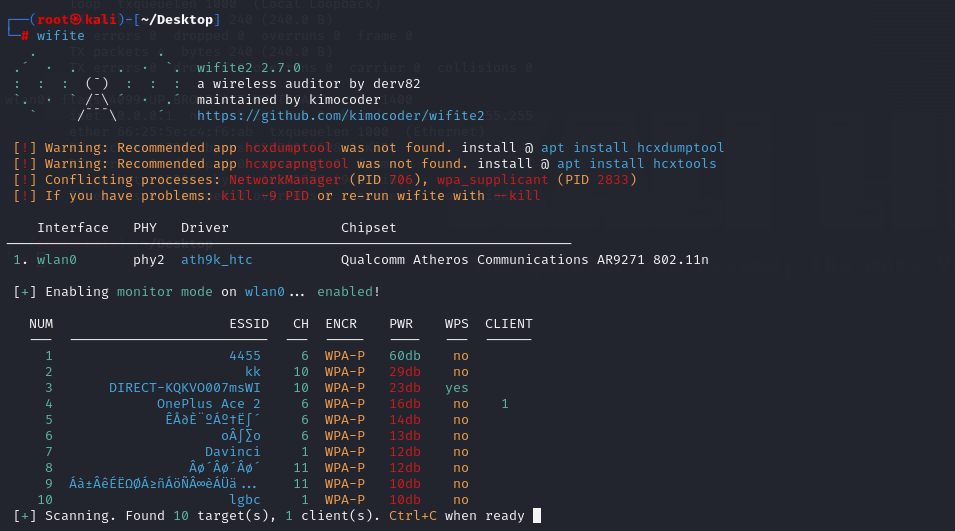 (root㉿kali)-[~/Desktop]
# wifite
wifite2 2.7.0
a wireless auditor by derv82
maintained by kimocoder
https://github.com/kimocoder/wifite2
[!] Warning: Recommended app hcxdumptool was not found. install @ apt install hcxdumptool
[!] Warning: Recommended app hcxpcapngtool was not found. install @ apt install hcxtools
[!] Conflicting processes: NetworkManager (PID 706), wpa_supplicant (PID 2833)
[!] If you have problems: kill -9 PID or re-run wifite with --kill
Interface PHY Driver Chipset
1. wlan0 phy2 ath9k_htc Qualcomm Atheros Communications AR9271 802.11n
[+] Enabling monitor mode on wlan0... enabled!
NUM ESSID CH ENCR PWR WPS CLIENT
1 4455 6 WPA-P 60db no
2 kk 10 WPA-P 29db no
3 DIRECT-KQKVO007msWI 10 WPA-P 23db yes
4 OnePlus Ace 2 6 WPA-P 16db no 1
5 6 WPA-P 14db no
6 oÂ∫∑o 6 WPA-P 13db no
7 Davinci 1 WPA-P 12db no
8 Âø´Âø´Âø´ 11 WPA-P 12db no
9 11 WPA-P 10db no
10 lgbc 1 WPA-P 10db no
[+] Scanning. Found 10 target(s), 1 client(s). Ctrl+C when ready